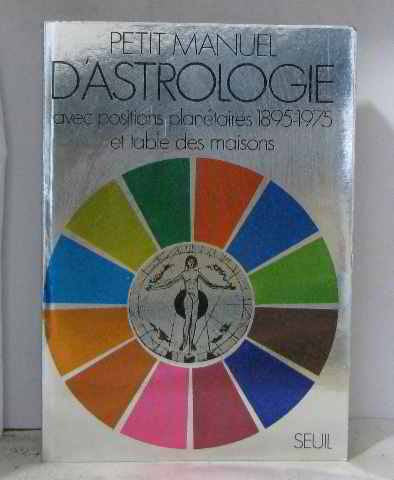 PETIT MANUEL
D'ASTROLOGIE
avec positions planétaires 1895-1975
et table des maisons
SEUIL